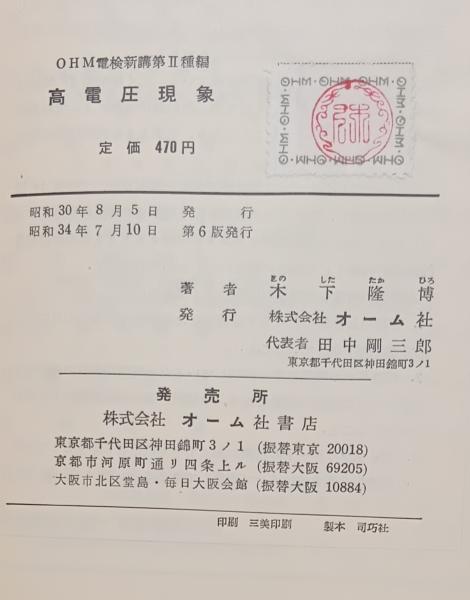 OHM電検新講第Ⅱ種編
高電圧現象
定価 470円
OHM・OHM・OHM・OHM
昭和30年8月5日 発行
昭和34年7月10日 第6版発行
きの した たか ひろ
著者 木下隆博
発行 株式会社 オーム社
代表者 田中剛三郎
東京都千代田区神田錦町3ノ1
発売所
株式会社 オーム社書店
東京都千代田区神田錦町3ノ1 (振替東京 20018)
京都市河原町通リ四条上ル (振替大阪 69205)
大阪市北区堂島・毎日大阪会館 (振替大阪 10884)
印刷 三美印刷 製本 司巧社